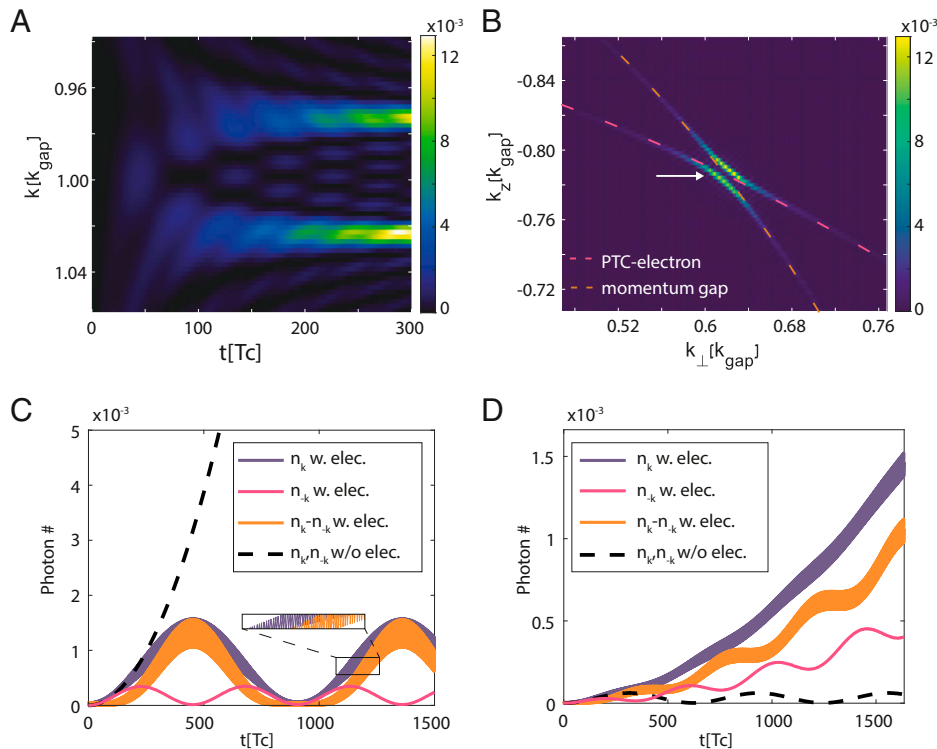 A
x10⁻³
12
8
4
0
0.96
1.00
1.04
k[k_gap]
0
100
200
300
t[Tc]
B
x10⁻³
12
8
4
0
-0.84
-0.80
-0.76
-0.72
k_z[k_gap]
PTC-electron
momentum gap
0.52
0.6
0.68
0.76
k_⊥[k_gap]
C
x10⁻³
5
4
3
2
1
0
Photon #
n_k w. elec.
n_-k w. elec.
n_k-n_-k w. elec.
n_k,n_-k w/o elec.
0
500
1000
1500
t[Tc]
D
x10⁻³
1.5
1
0.5
0
Photon #
n_k w. elec.
n_-k w. elec.
n_k-n_-k w. elec.
n_k,n_-k w/o elec.
0
500
1000
1500
t[Tc]